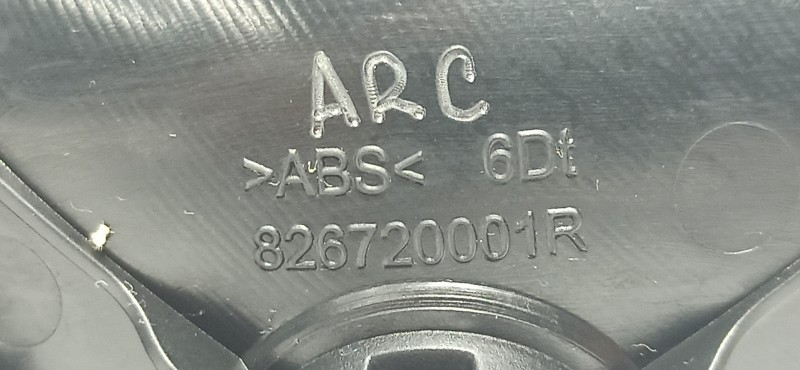 ARC
>ABS< 6Dt
826720001R